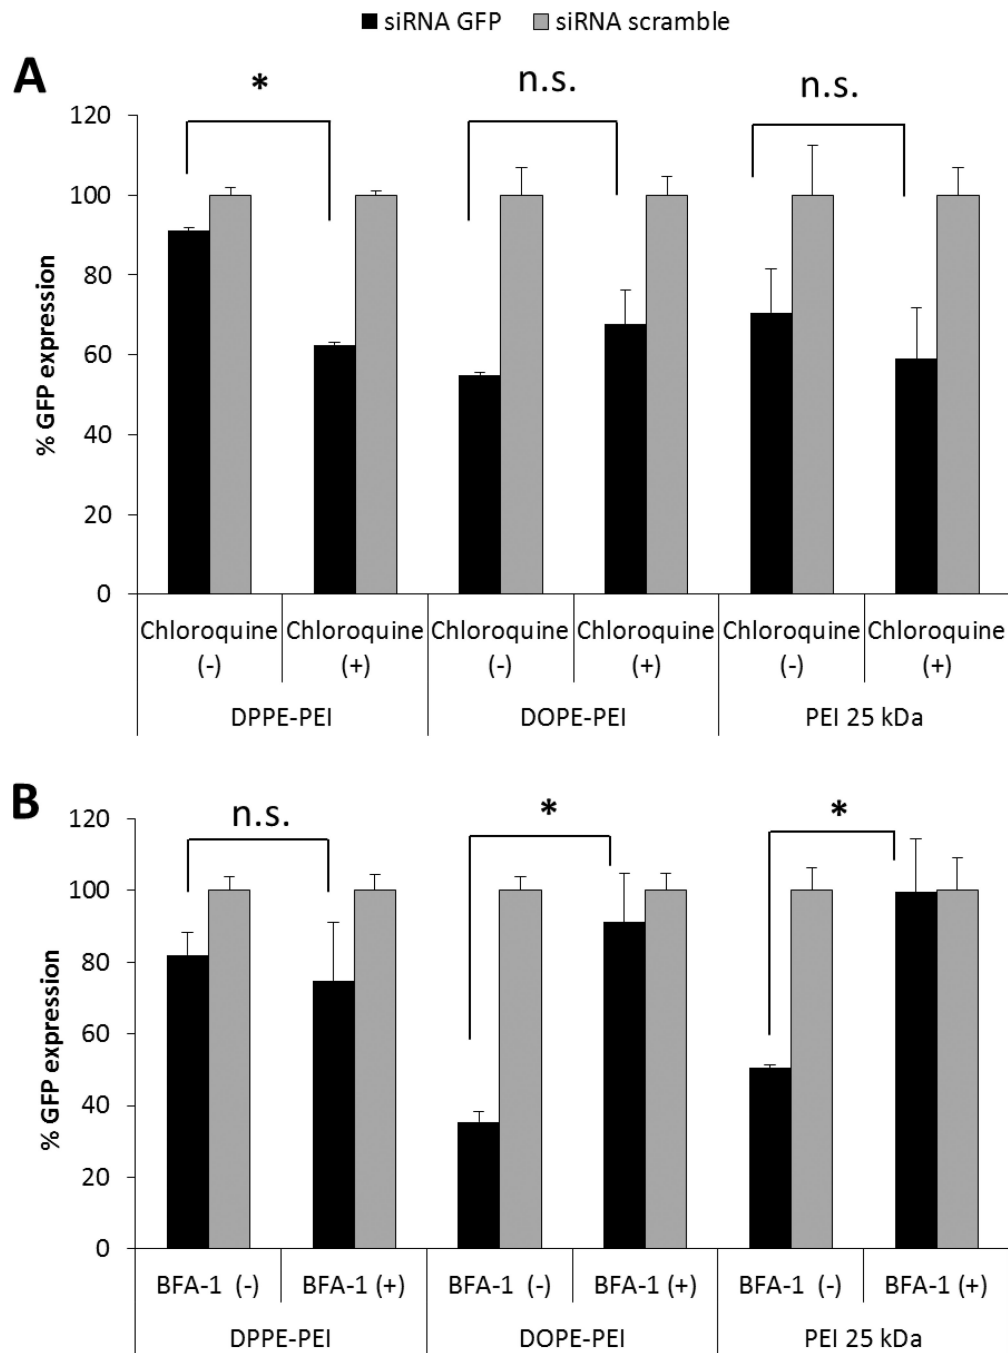 siRNA GFP siRNA scramble
A
* n.s. n.s.
120
100
80
60
40
20
0
% GFP expression
Chloroquine (-) Chloroquine (+) Chloroquine (-) Chloroquine (+) Chloroquine (-) Chloroquine (+)
DPPE-PEI DOPE-PEI PEI 25 kDa
B
n.s. * *
120
100
80
60
40
20
0
% GFP expression
BFA-1 (-) BFA-1 (+) BFA-1 (-) BFA-1 (+) BFA-1 (-) BFA-1 (+)
DPPE-PEI DOPE-PEI PEI 25 kDa